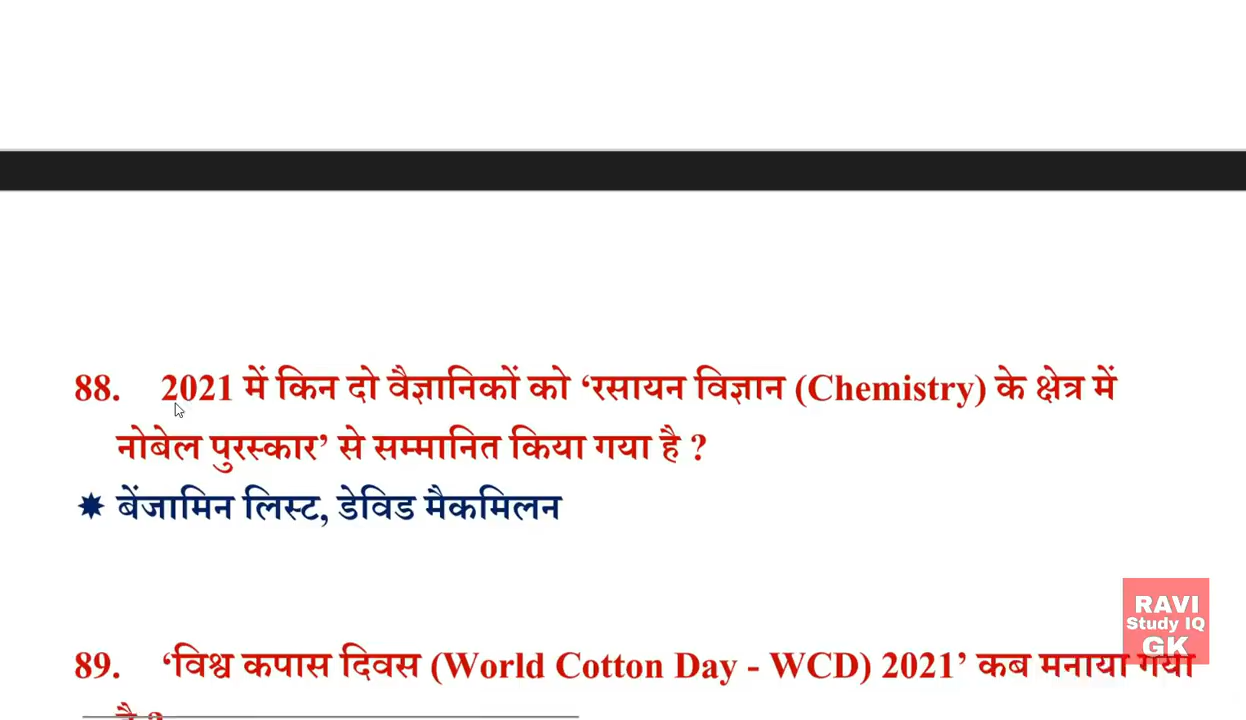 88. 2021 में किन दो वैज्ञानिकों को ‘रसायन विज्ञान (Chemistry) के क्षेत्र में
नोबेल पुरस्कार’ से सम्मानित किया गया है ?
✷ बेंजामिन लिस्ट, डेविड मैकमिलन
RAVI
Study IQ
GK
89. ‘विश्व कपास दिवस (World Cotton Day - WCD) 2021’ कब मनाया गया
है ?